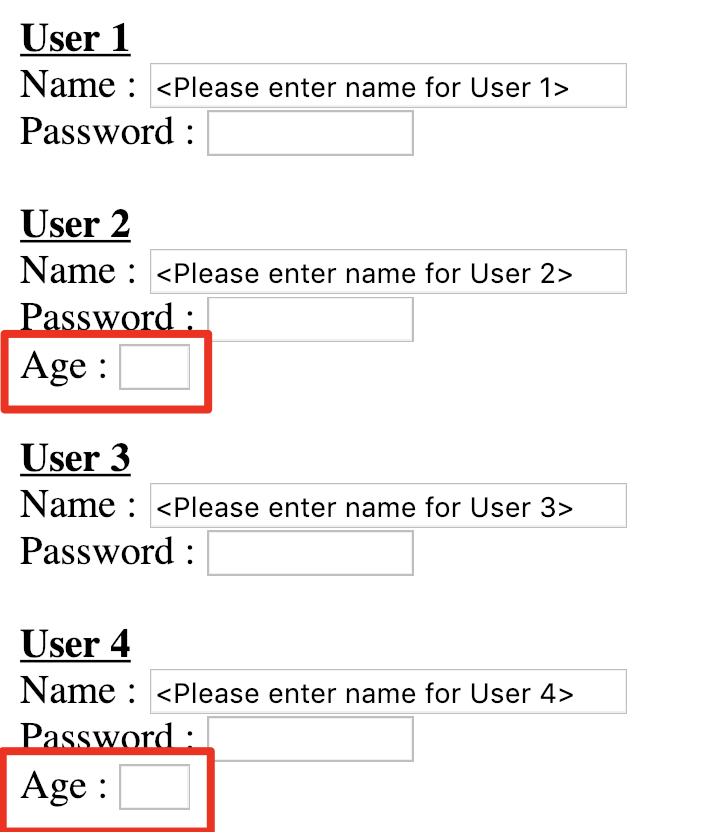 User 1
Name : <Please enter name for User 1>
Password :
User 2
Name : <Please enter name for User 2>
Password :
Age :
User 3
Name : <Please enter name for User 3>
Password :
User 4
Name : <Please enter name for User 4>
Password :
Age :